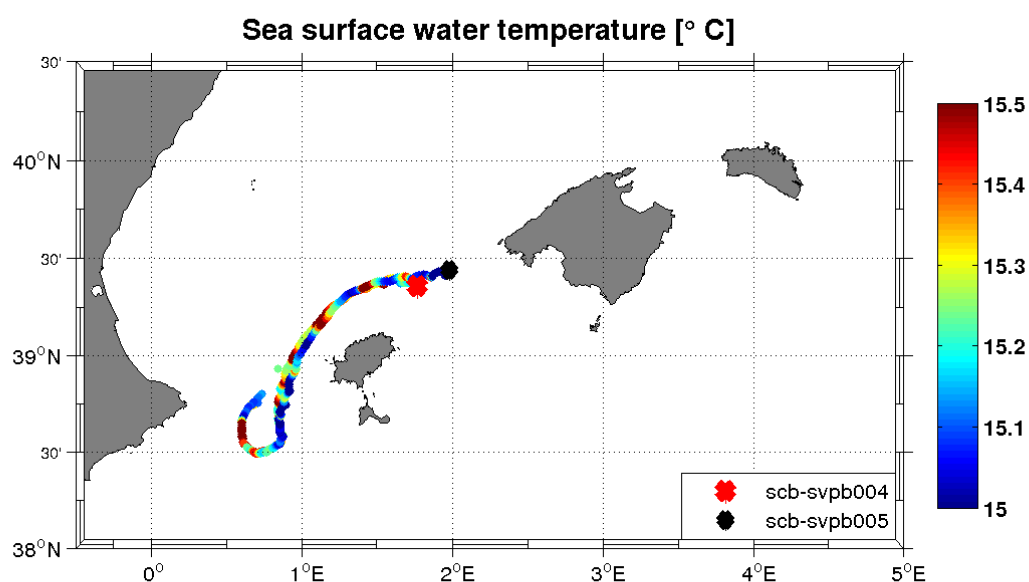 Sea surface water temperature [° C]
30'
40°N
30'
39°N
30'
38°N
0°
1°E
2°E
3°E
4°E
5°E
15.5
15.4
15.3
15.2
15.1
15
scb-svpb004
scb-svpb005